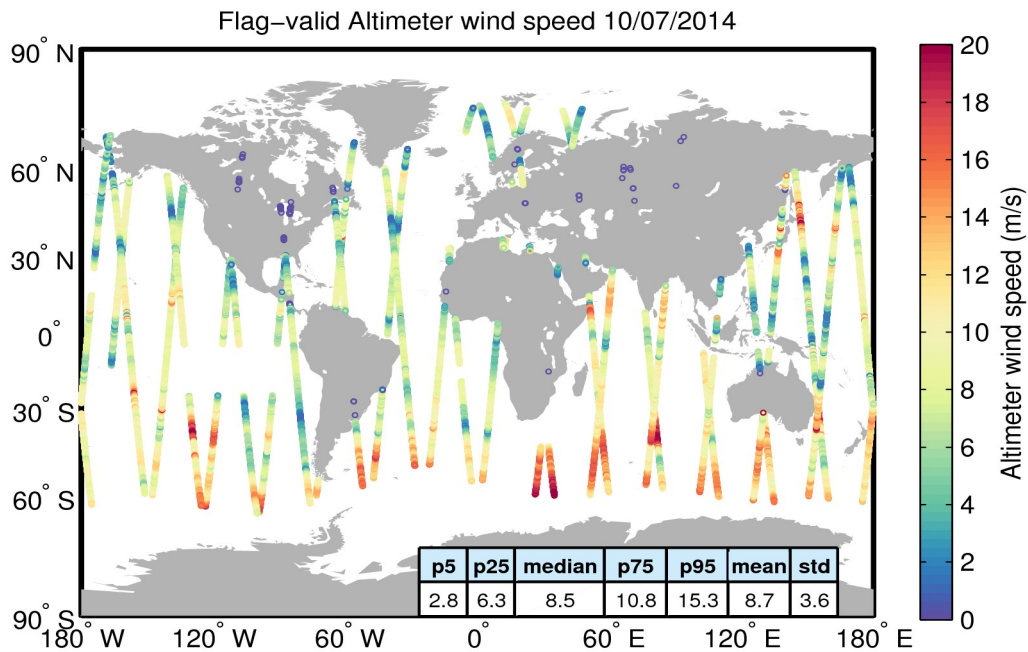 Flag−valid Altimeter wind speed 10/07/2014
90° N
60° N
30° N
0°
30° S
60° S
90° S
180° W
120° W
60° W
0°
60° E
120° E
180° E
p5 p25 median p75 p95 mean std
2.8 6.3 8.5 10.8 15.3 8.7 3.6
20
18
16
14
12
10
8
6
4
2
0
Altimeter wind speed (m/s)